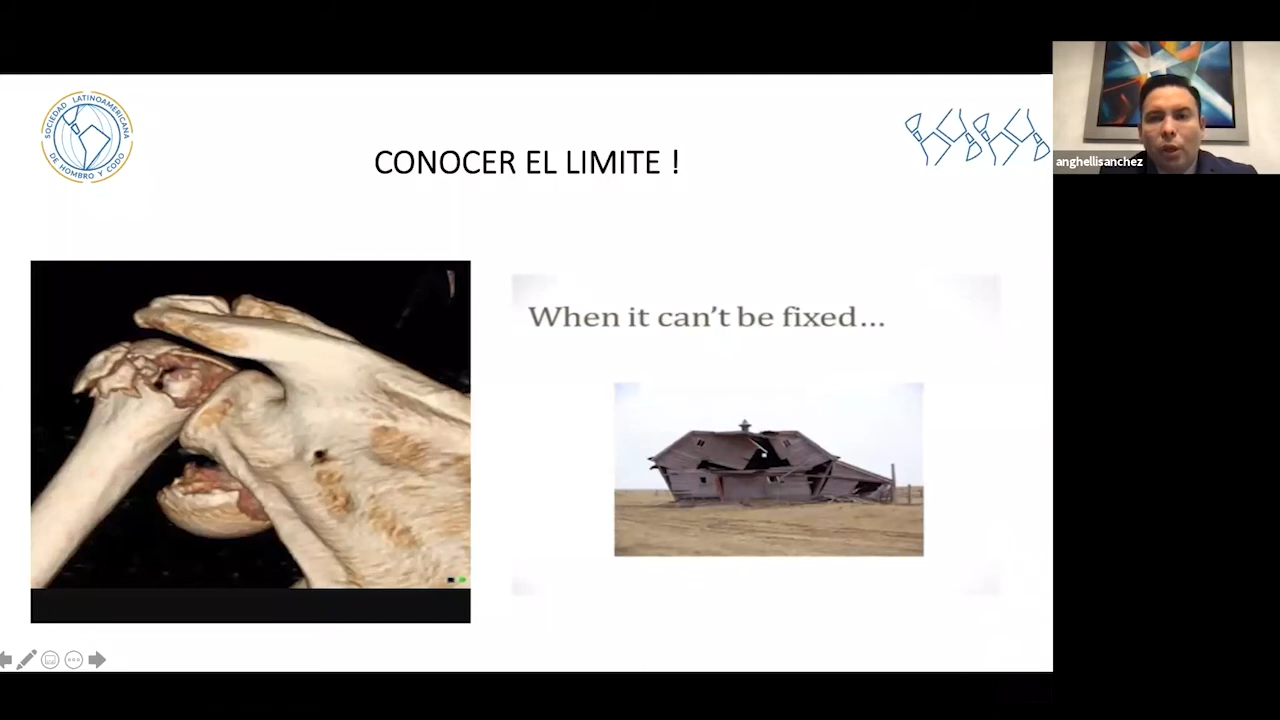 SOCIEDAD LATINOAMERICANA
DE HOMBRO Y CODO
CONOCER EL LIMITE !
anghellisanchez
When it can't be fixed...